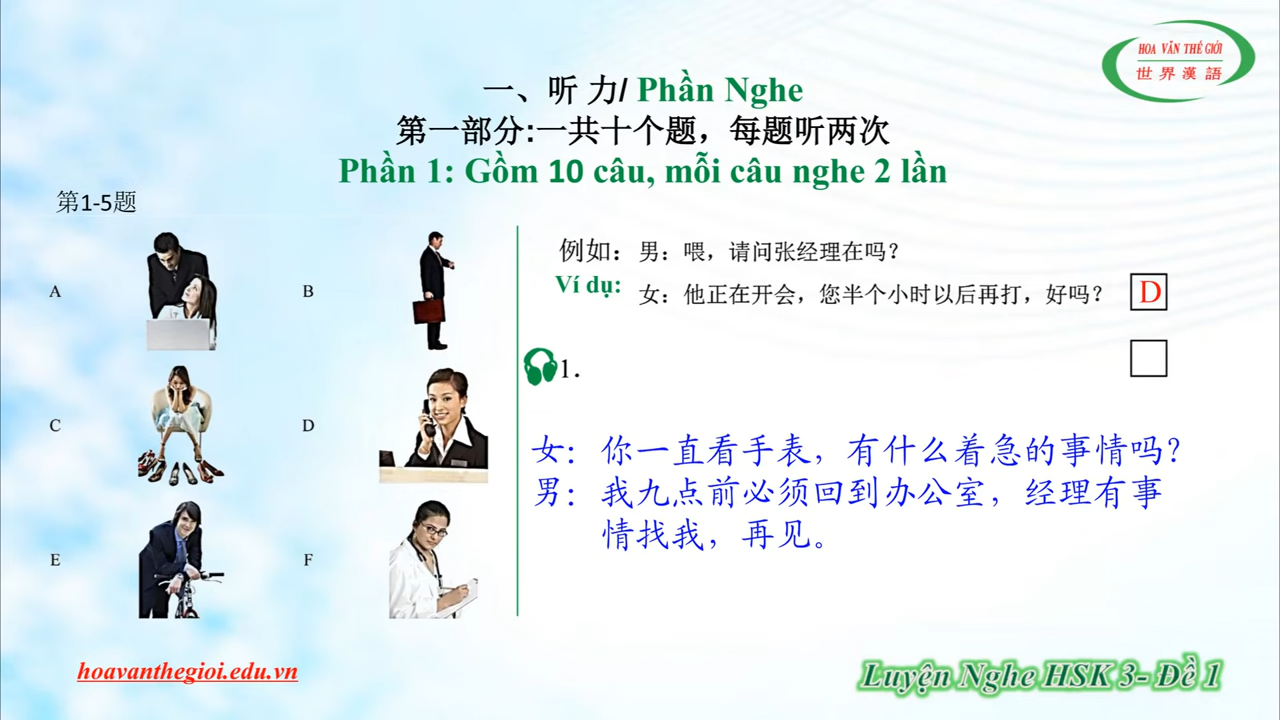 HOA VĂN THẾ GIỚI
世界漢語
一、听 力/ Phần Nghe
第一部分:一共十个题，每题听两次
Phần 1: Gồm 10 câu, mỗi câu nghe 2 lần
第1-5题
A
B
C
D
E
F
例如：男：喂，请问张经理在吗？
Ví dụ:
女：他正在开会，您半个小时以后再打，好吗？
D
1.
女：你一直看手表，有什么着急的事情吗？
男：我九点前必须回到办公室，经理有事
情找我，再见。
hoavanthegioi.edu.vn
Luyện Nghe HSK 3- Đề 1